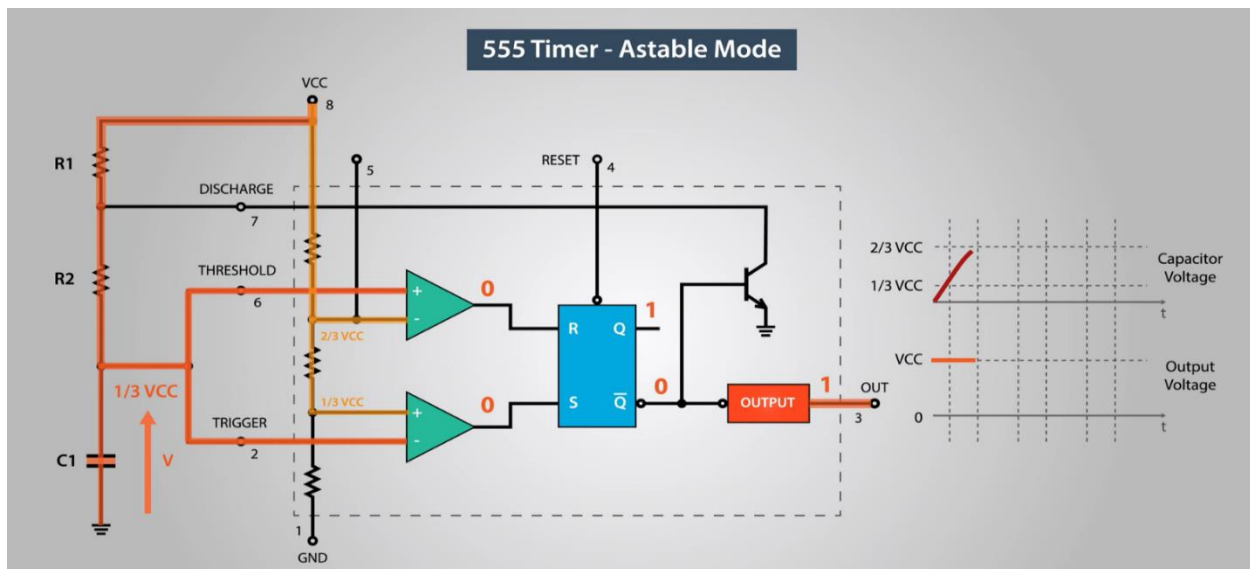 555 Timer - Astable Mode
VCC
8
R1
5
RESET
4
DISCHARGE
7
R2
THRESHOLD
6
+
-
0
2/3 VCC
R
Q
1
S
Q̅
0
1/3 VCC
V
C1
TRIGGER
2
1/3 VCC
+
-
0
OUTPUT
1
OUT
3
1
GND
2/3 VCC
1/3 VCC
Capacitor
Voltage
t
VCC
0
Output
Voltage
t